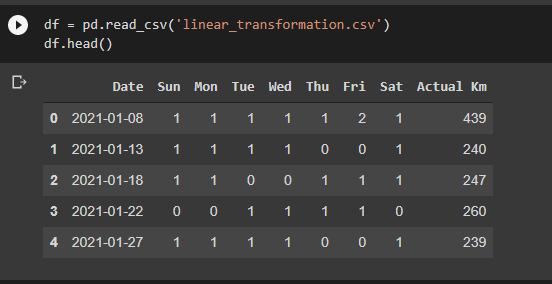 df = pd.read_csv('linear_transformation.csv')
df.head()
Date Sun Mon Tue Wed Thu Fri Sat Actual Km
0 2021-01-08 1 1 1 1 1 2 1 439
1 2021-01-13 1 1 1 1 0 0 1 240
2 2021-01-18 1 1 0 0 1 1 1 247
3 2021-01-22 0 0 1 1 1 1 0 260
4 2021-01-27 1 1 1 1 0 0 1 239